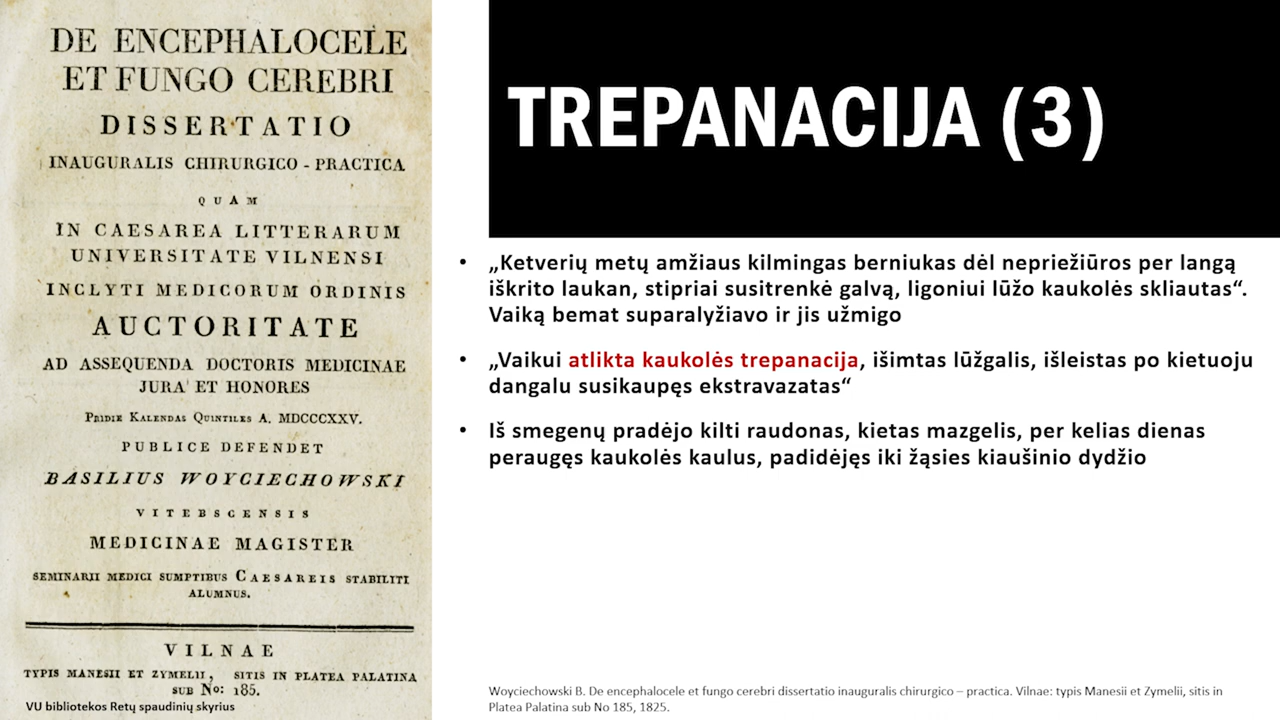 DE ENCEPHALOCELE
ET FUNGO CEREBRI
DISSERTATIO
INAUGURALIS CHIRURGICO - PRACTICA
QUAM
IN CAESAREA LITTERARUM
UNIVERSITATE VILNENSI
INCLYTI MEDICORUM ORDINIS
AUCTORITATE
AD ASSEQUENDA DOCTORIS MEDICINAE
JURA ET HONORES
PRIDIE KALENDAS QUINTILES A. MDCCCXXV.
PUBLICE DEFENDET
BASILIUS WOYCIECHOWSKI
VITEBSCENSIS
MEDICINAE MAGISTER
SEMINARII MEDICI SUMPTIBUS CAESAREIS STABILITI
ALUMNUS.
VILNAE
TYPIS MANESII ET ZYMELII, SITIS IN PLATEA PALATINA
SUB No: 185.
VU bibliotekos Retų spaudinių skyrius
TREPANACIJA (3)
• „Ketverių metų amžiaus kilmingas berniukas dėl nepriežiūros per langą
iškrito laukan, stipriai susitrenkė galvą, ligoniui lūžo kaukolės skliautas“.
Vaiką bemat suparalyžiavo ir jis užmigo
• „Vaikui atlikta kaukolės trepanacija, išimtas lūžgalis, išleistas po kietuoju
dangalu susikaupęs ekstravazatas“
• Iš smegenų pradėjo kilti raudonas, kietas mazgelis, per kelias dienas
peraugęs kaukolės kaulus, padidėjęs iki žąsies kiaušinio dydžio
Woyciechowski B. De encephalocele et fungo cerebri dissertatio inauguralis chirurgico – practica. Vilnae: typis Manesii et Zymelii, sitis in
Platea Palatina sub No 185, 1825.